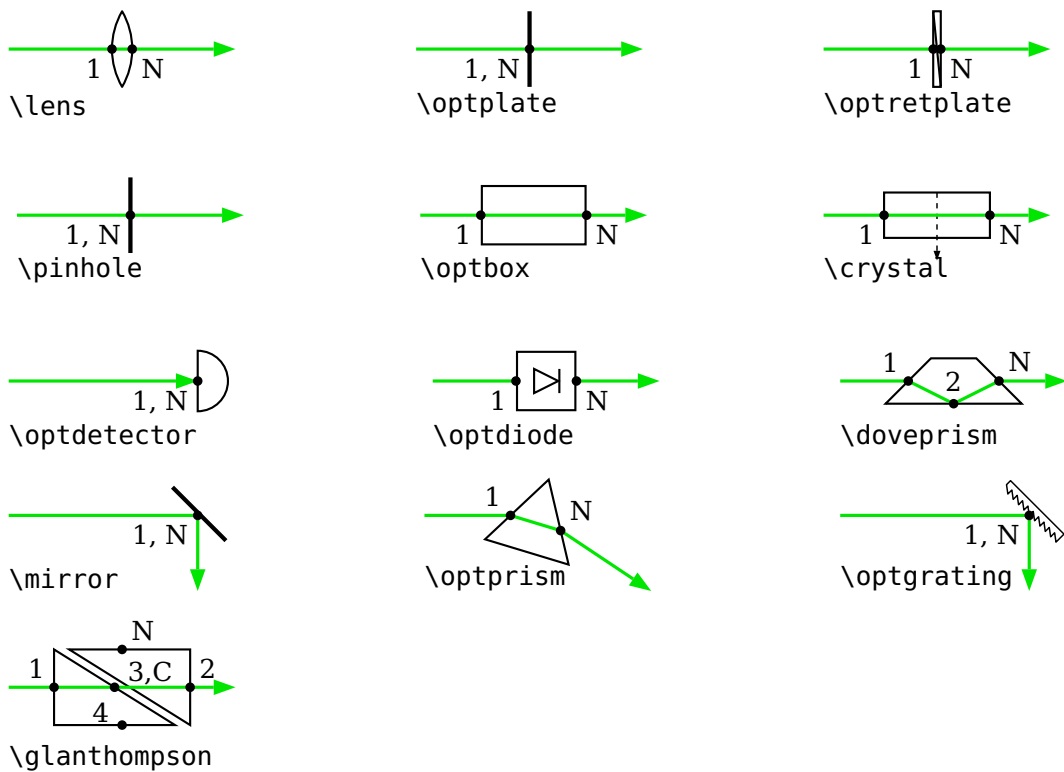 1 N
\lens
1, N
\optplate
1 N
\optretplate
1, N
\pinhole
1 N
\optbox
1 N
\crystal
1, N
\optdetector
1 N
\optdiode
1 2 N
\doveprism
1, N
\mirror
1 N
\optprism
1, N
\optgrating
N
1 3,C 2
4
\glanthompson